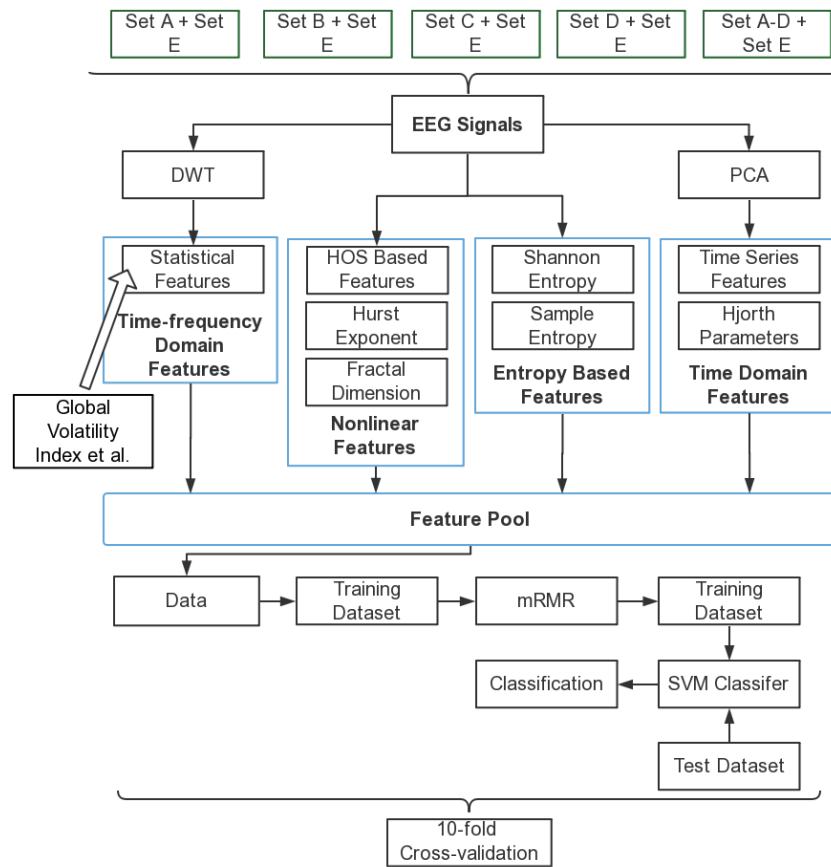 Set A + Set
E
Set B + Set
E
Set C + Set
E
Set D + Set
E
Set A-D +
Set E
EEG Signals
DWT
PCA
Statistical
Features
Time-frequency
Domain
Features
HOS Based
Features
Hurst
Exponent
Fractal
Dimension
Nonlinear
Features
Shannon
Entropy
Sample
Entropy
Entropy Based
Features
Time Series
Features
Hjorth
Parameters
Time Domain
Features
Global
Volatility
Index et al.
Feature Pool
Data
Training
Dataset
mRMR
Training
Dataset
Classification
SVM Classifer
Test Dataset
10-fold
Cross-validation